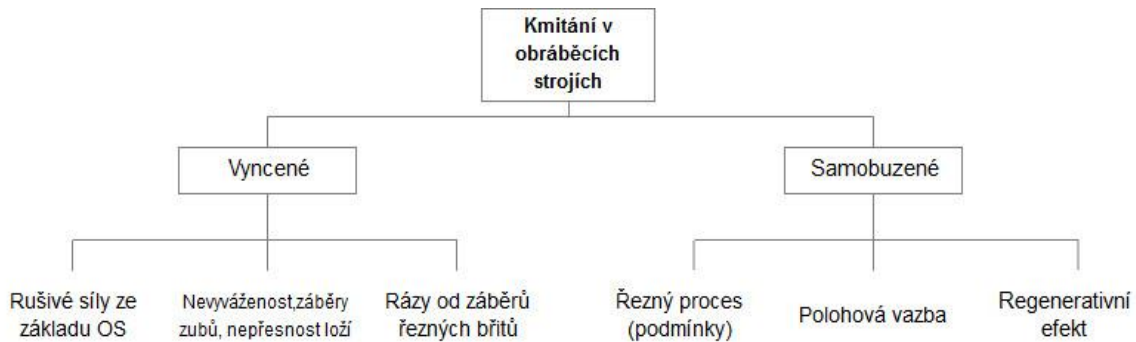 Kmitání v
obráběcích
strojích
Vyncené
Samobuzené
Rušivé síly ze
základu OS
Nevyváženost,záběry
zubů, nepřesnost loží
Rázy od záběrů
řezných břitů
Řezný proces
(podmínky)
Polohová vazba
Regenerativní
efekt